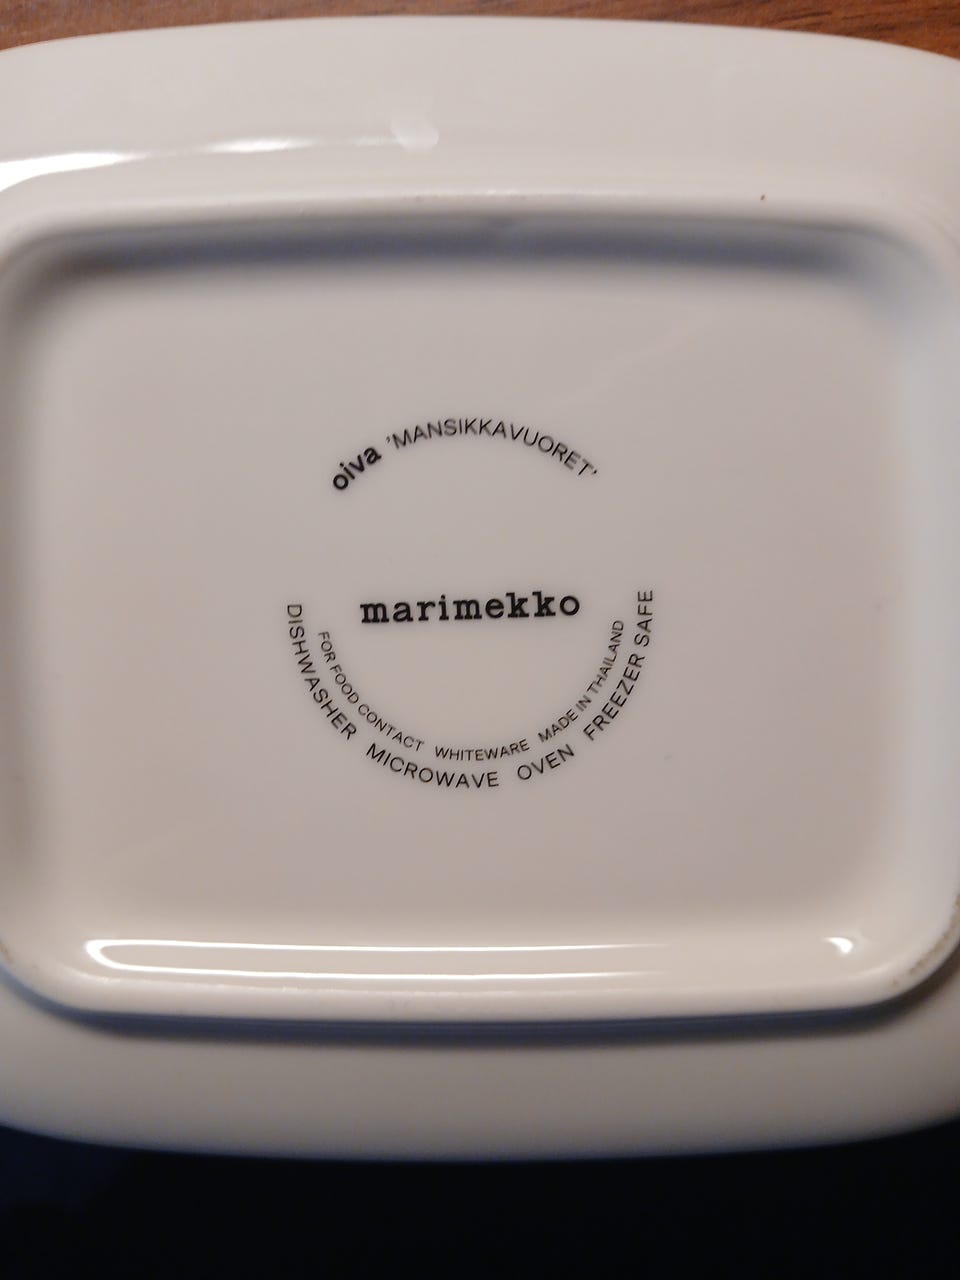 oiva 'MANSIKKAVUORET'
marimekko
FOR FOOD CONTACT WHITEWARE MADE IN THAILAND
DISHWASHER MICROWAVE OVEN FREEZER SAFE